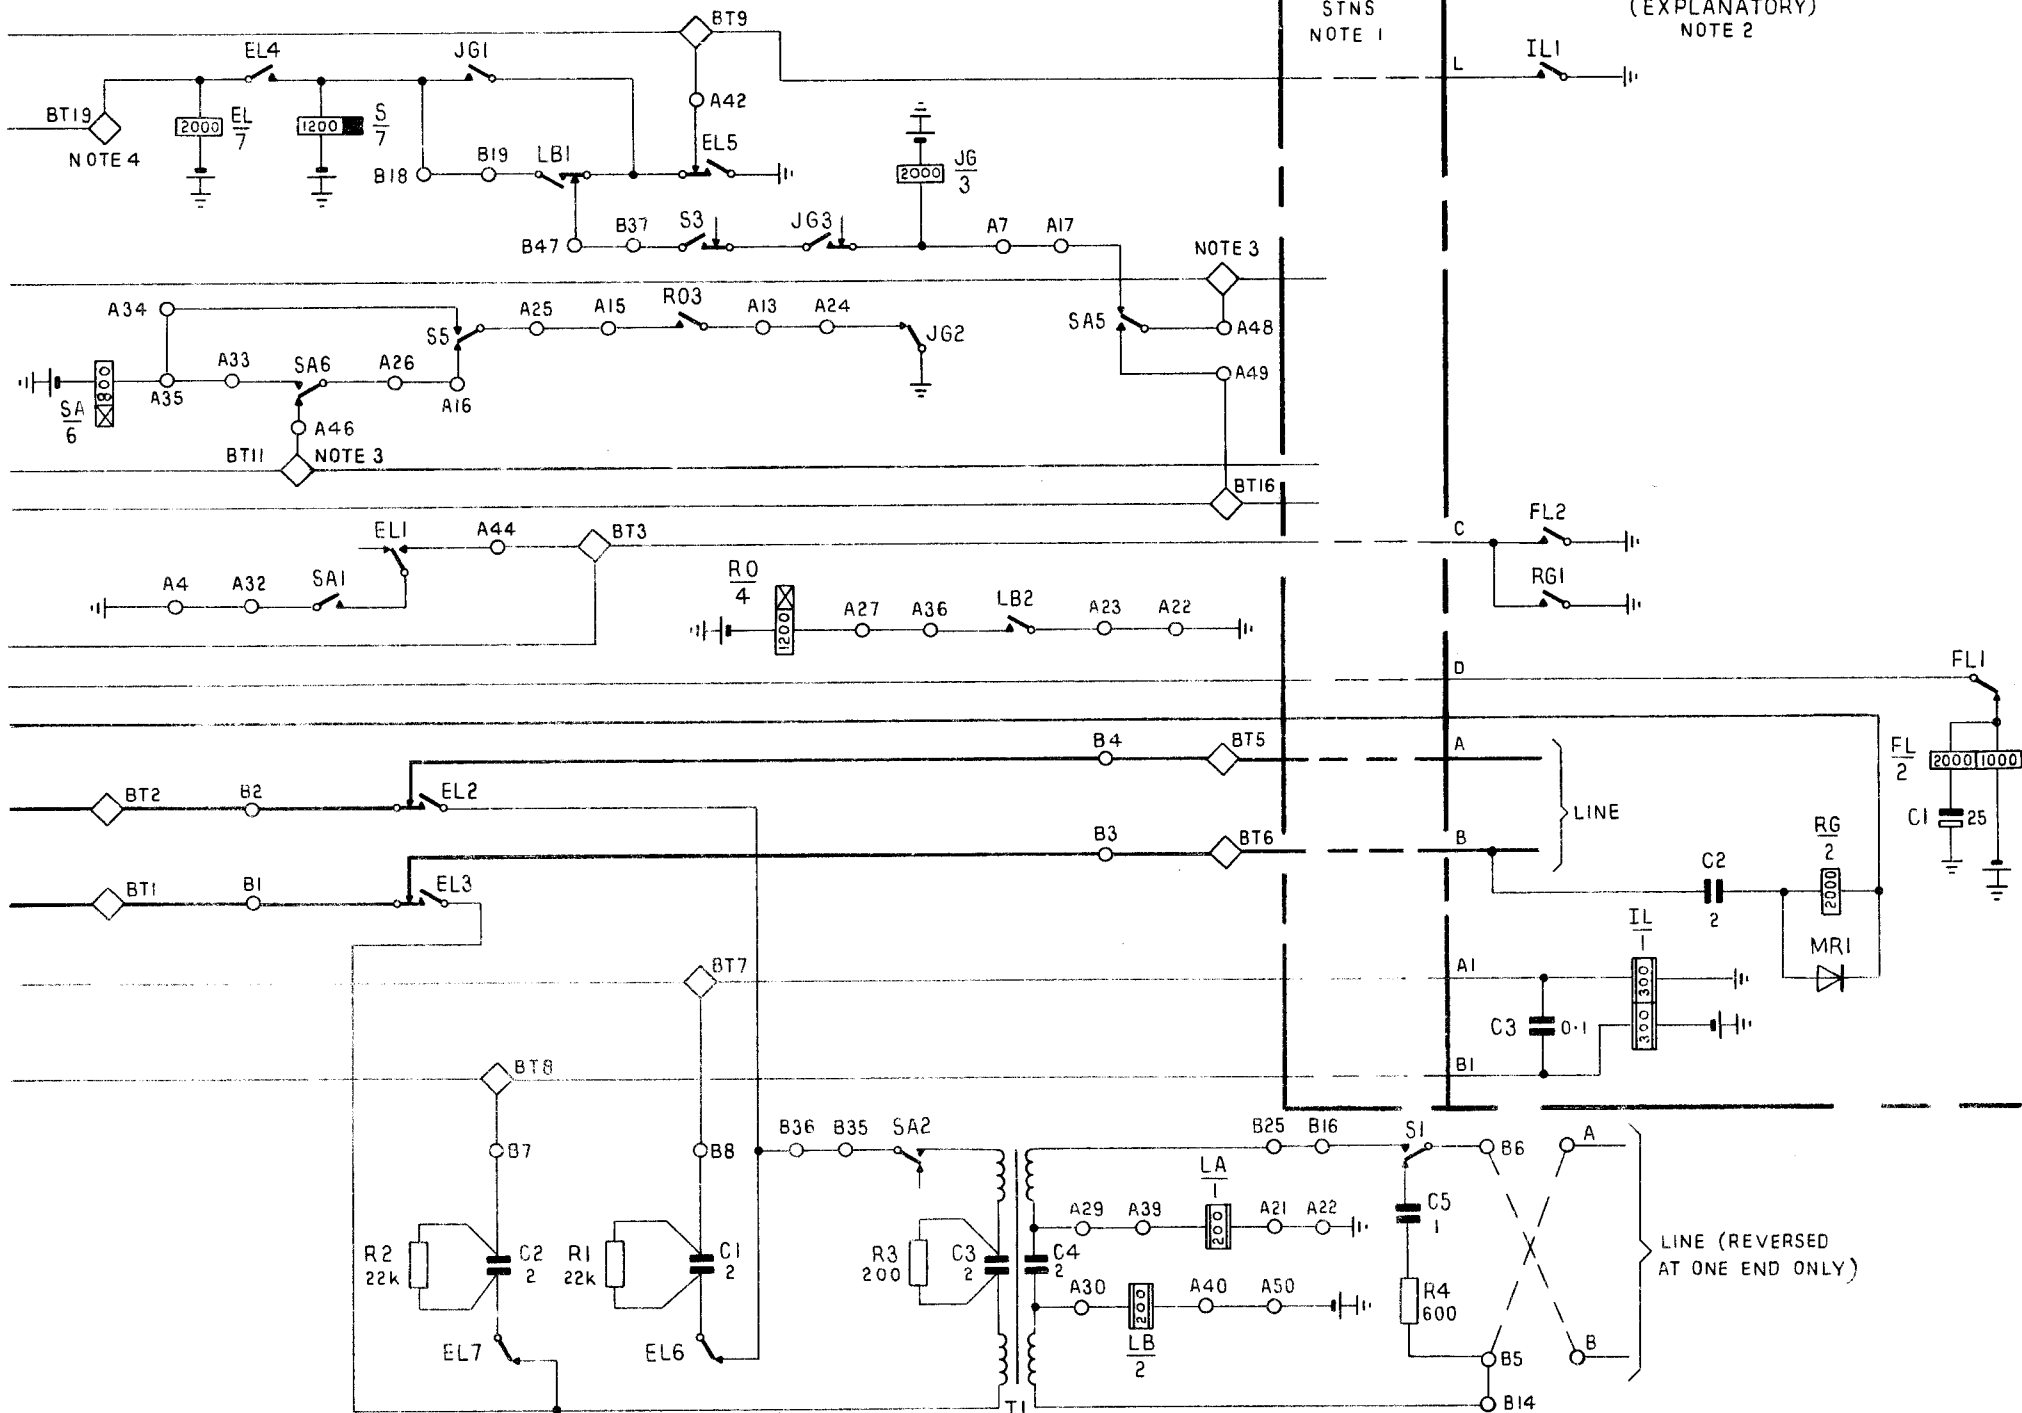 STNS
NOTE 1
(EXPLANATORY)
NOTE 2
BT9
EL4
JG1
IL1
L
A42
BT19
NOTE 4
2000
EL
7
1200
S
7
B18
B19
LB1
EL5
2000
JG
3
B47
B37
S3
JG3
A7
A17
NOTE 3
A34
A25
A15
RO3
A13
A24
S5
JG2
SA5
A48
A49
A33
SA6
A26
A35
A16
800
SA
6
A46
BT11
NOTE 3
BT16
EL1
A44
BT3
C
FL2
RG1
A4
A32
SA1
RO
4
1200
A27
A36
LB2
A23
A22
D
FL1
B4
BT5
A
FL
2
2000
1000
BT2
B2
EL2
LINE
C1
25
B3
BT6
B
RG
2
2000
C2
2
BT1
B1
EL3
MR1
BT7
A1
IL
1
300
300
C3
0·1
BT8
B1
B7
B8
B36
B35
SA2
B25
B16
S1
B6
A
LA
1
200
A29
A39
A21
A22
C5
1
R2
22k
C2
2
R1
22k
C1
2
R3
200
C3
2
C4
2
A30
200
A40
A50
LB
2
R4
600
LINE (REVERSED
AT ONE END ONLY)
EL7
EL6
B5
B
B14
T1